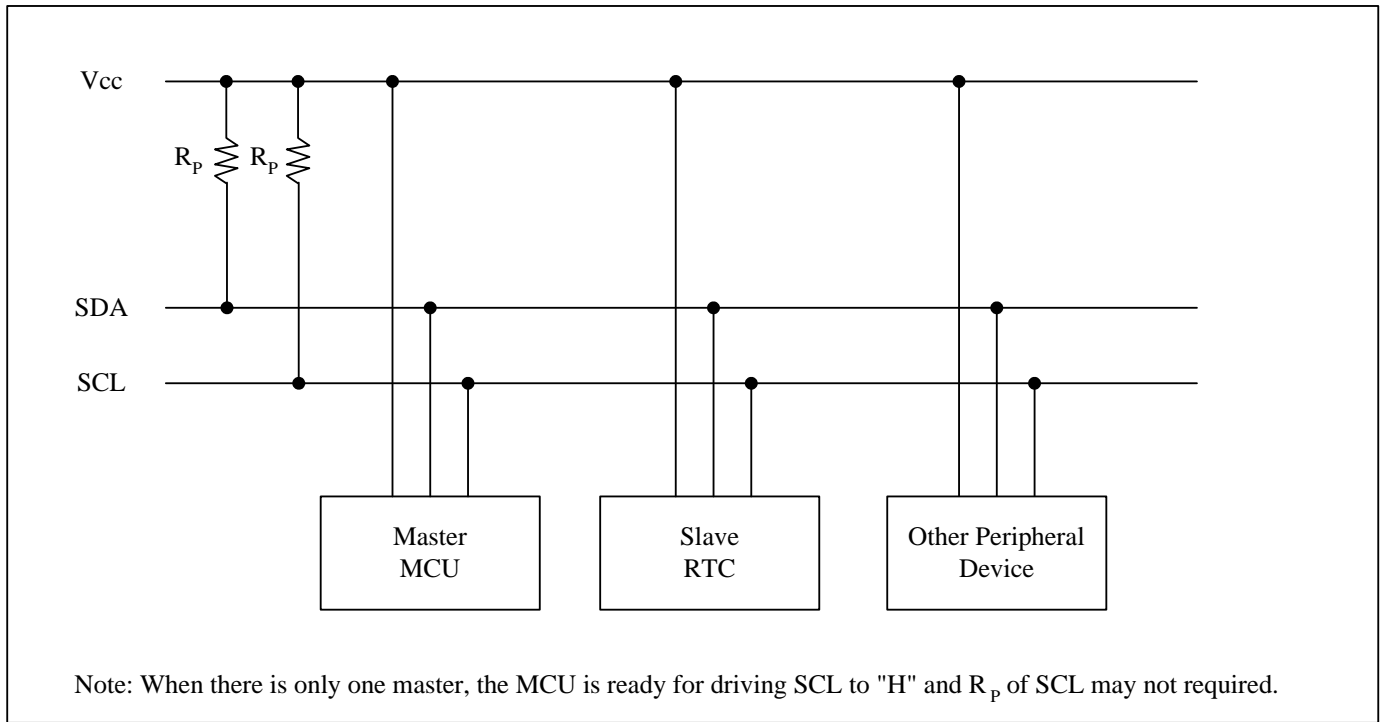 Vcc
R_P R_P
SDA
SCL
Master
MCU
Slave
RTC
Other Peripheral
Device
Note: When there is only one master, the MCU is ready for driving SCL to "H" and R_P of SCL may not required.